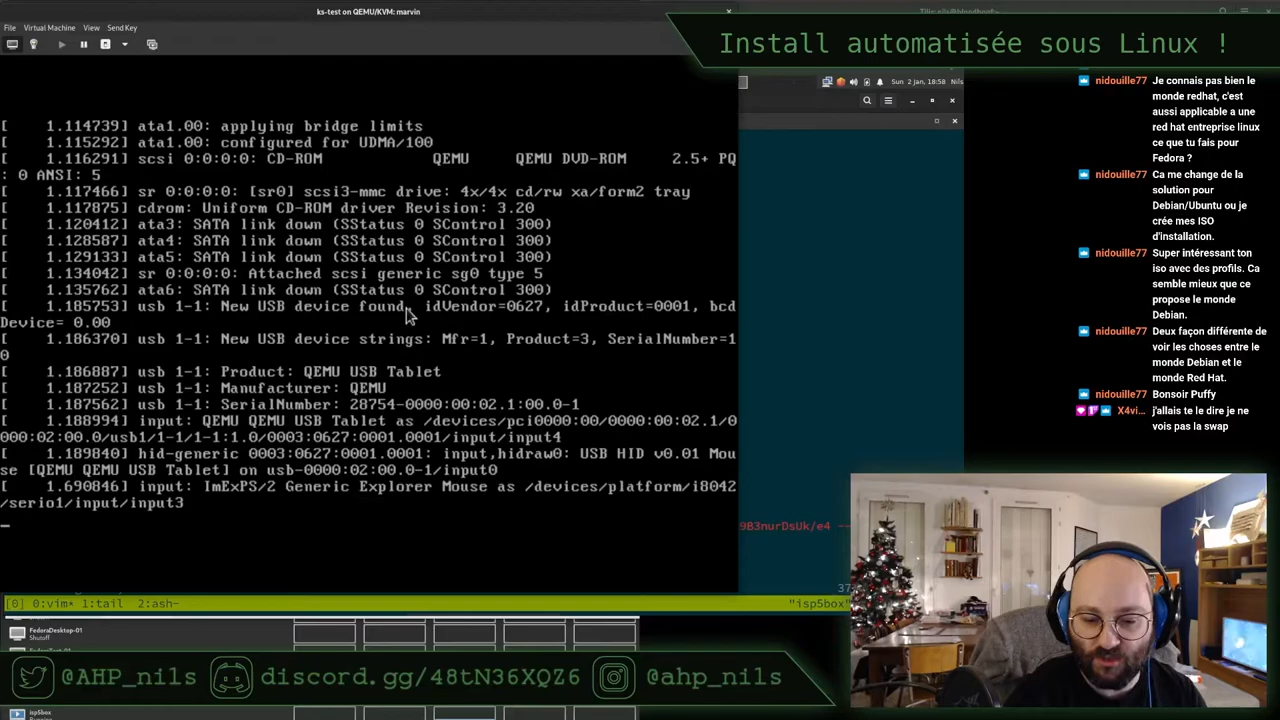 ks-test on QEMU/KVM: marvin
File Virtual Machine View Send Key
Install automatisée sous Linux !
Sun 2 Jan, 18:58 Nils
[ 1.114739] ata1.00: applying bridge limits
[ 1.115292] ata1.00: configured for UDMA/100
[ 1.116291] scsi 0:0:0:0: CD-ROM QEMU QEMU DVD-ROM 2.5+ PQ
: 0 ANSI: 5
[ 1.117466] sr 0:0:0:0: [sr0] scsi3-mmc drive: 4x/4x cd/rw xa/form2 tray
[ 1.117875] cdrom: Uniform CD-ROM driver Revision: 3.20
[ 1.120412] ata3: SATA link down (SStatus 0 SControl 300)
[ 1.128587] ata4: SATA link down (SStatus 0 SControl 300)
[ 1.129133] ata5: SATA link down (SStatus 0 SControl 300)
[ 1.134042] sr 0:0:0:0: Attached scsi generic sg0 type 5
[ 1.135762] ata6: SATA link down (SStatus 0 SControl 300)
[ 1.185753] usb 1-1: New USB device found, idVendor=0627, idProduct=0001, bcd
Device= 0.00
[ 1.186370] usb 1-1: New USB device strings: Mfr=1, Product=3, SerialNumber=1
0
[ 1.186887] usb 1-1: Product: QEMU USB Tablet
[ 1.187252] usb 1-1: Manufacturer: QEMU
[ 1.187562] usb 1-1: SerialNumber: 28754-0000:00:02.1:00.0-1
[ 1.188994] input: QEMU QEMU USB Tablet as /devices/pci0000:00/0000:00:02.1/0
000:02:00.0/usb1/1-1/1-1:1.0/0003:0627:0001.0001/input/input4
[ 1.189840] hid-generic 0003:0627:0001.0001: input,hidraw0: USB HID v0.01 Mou
se [QEMU QEMU USB Tablet] on usb-0000:02:00.0-1/input0
[ 1.690846] input: ImExPS/2 Generic Explorer Mouse as /devices/platform/i8042
/serio1/input/input3
9B3nurDsUk/e4 --
37
[0] 0:vim* 1:tail 2:ash- "isp5box"
FedoraDesktop-01
Shutoff
isp5box
Running
nidouille77 Je connais pas bien le
monde redhat, c'est
aussi applicable a une
red hat entreprise linux
ce que tu fais pour
Fedora ?
nidouille77 Ca me change de la
solution pour
Debian/Ubuntu ou je
crée mes ISO
d'installation.
nidouille77 Super intéressant ton
iso avec des profils. Ca
semble mieux que ce
propose le monde
Debian.
nidouille77 Deux façon différente de
voir les choses entre le
monde Debian et le
monde Red Hat.
nidouille77 Bonsoir Puffy
X4vi... j'allais te le dire je ne
vois pas la swap
@AHP_nils discord.gg/48tN36XQZ6 @ahp_nils